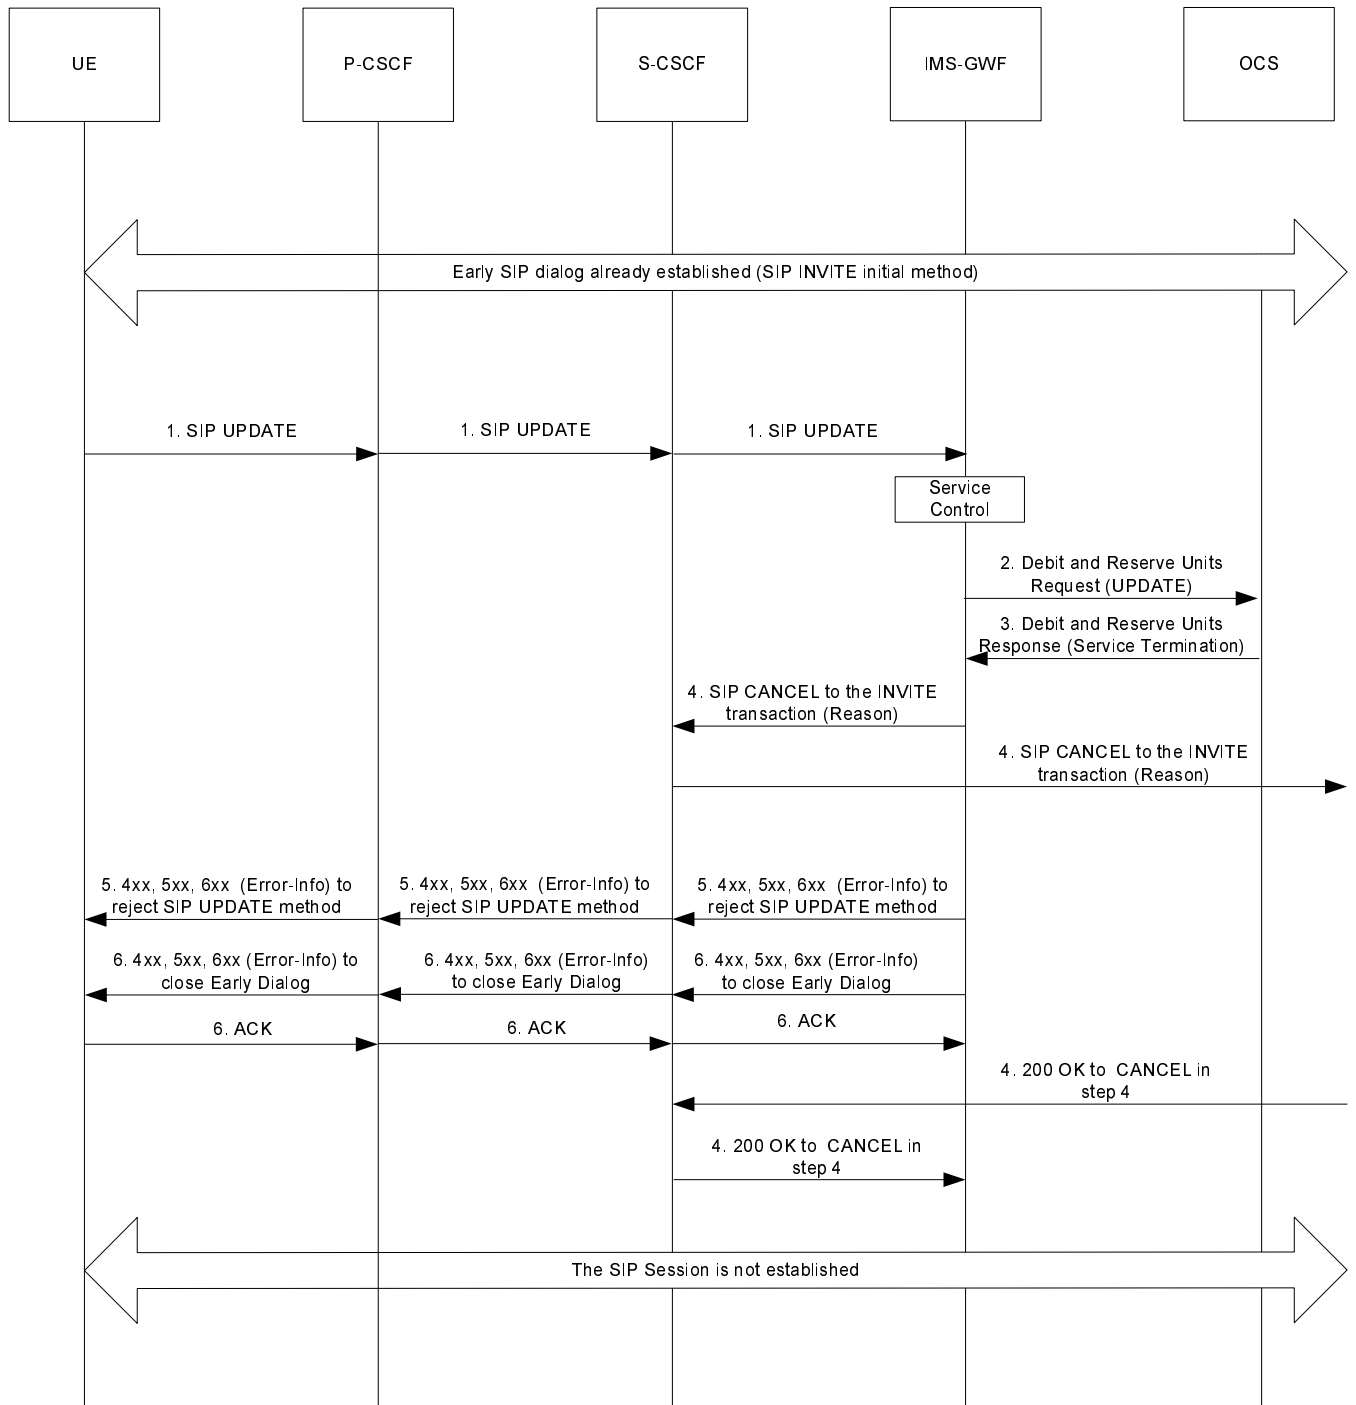 UE
P-CSCF
S-CSCF
IMS-GWF
OCS
Early SIP dialog already established (SIP INVITE initial method)
1. SIP UPDATE
1. SIP UPDATE
1. SIP UPDATE
Service
Control
2. Debit and Reserve Units
Request (UPDATE)
3. Debit and Reserve Units
Response (Service Termination)
4. SIP CANCEL to the INVITE
transaction (Reason)
4. SIP CANCEL to the INVITE
transaction (Reason)
5. 4xx, 5xx, 6xx (Error-Info) to
reject SIP UPDATE method
5. 4xx, 5xx, 6xx (Error-Info) to
reject SIP UPDATE method
5. 4xx, 5xx, 6xx (Error-Info) to
reject SIP UPDATE method
6. 4xx, 5xx, 6xx (Error-Info) to
close Early Dialog
6. 4xx, 5xx, 6xx (Error-Info)
to close Early Dialog
6. 4xx, 5xx, 6xx (Error-Info)
to close Early Dialog
6. ACK
6. ACK
6. ACK
4. 200 OK to CANCEL in
step 4
4. 200 OK to CANCEL in
step 4
The SIP Session is not established